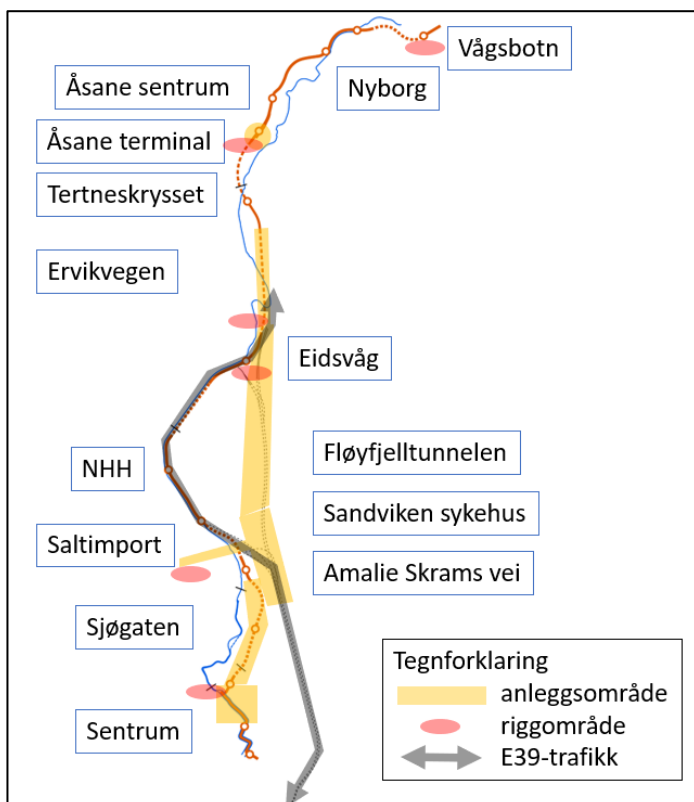 Vågsbotn
Nyborg
Åsane sentrum
Åsane terminal
Tertneskrysset
Ervikvegen
Eidsvåg
NHH
Fløyfjelltunnelen
Sandviken sykehus
Saltimport
Amalie Skrams vei
Sjøgaten
Sentrum
Tegnforklaring
anleggsområde
riggområde
E39-trafikk